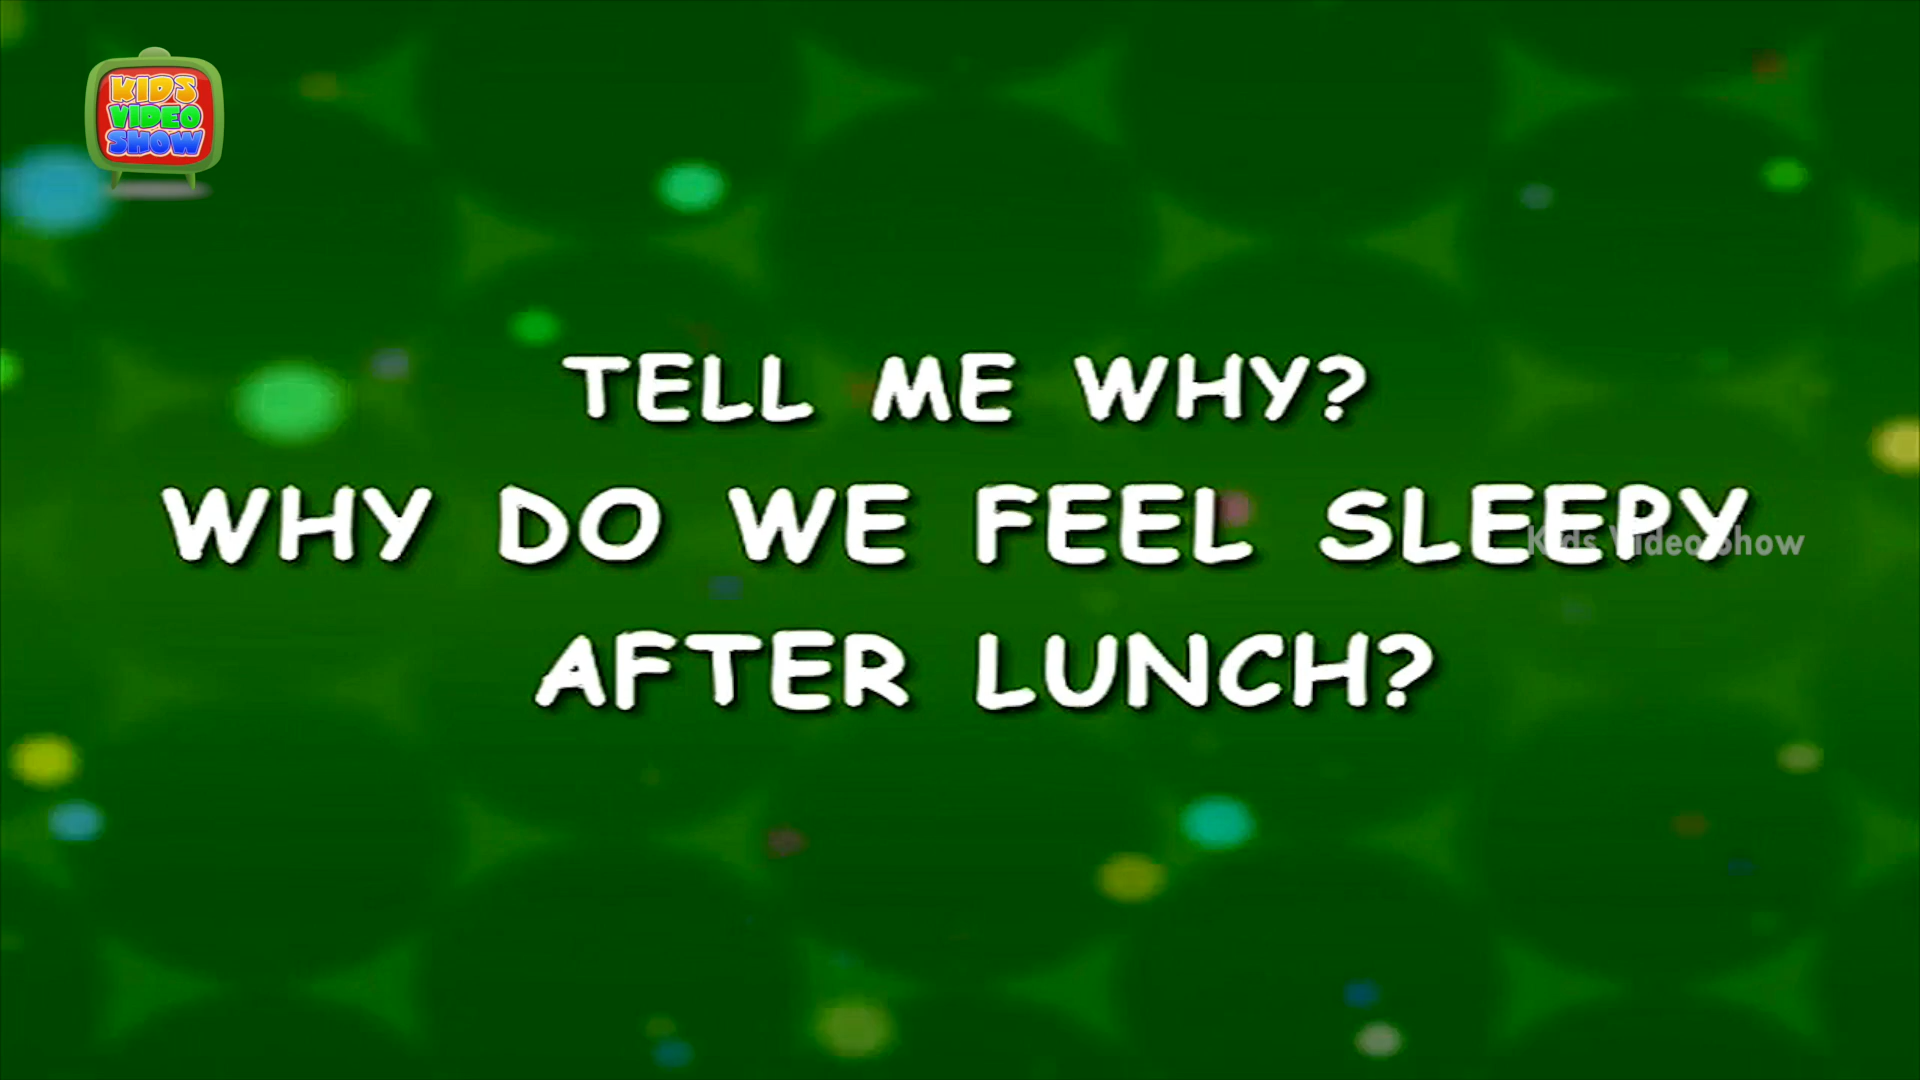 KIDS
VIDEO
SHOW
TELL ME WHY?
WHY DO WE FEEL SLEEPY
Kids Video Show
AFTER LUNCH?